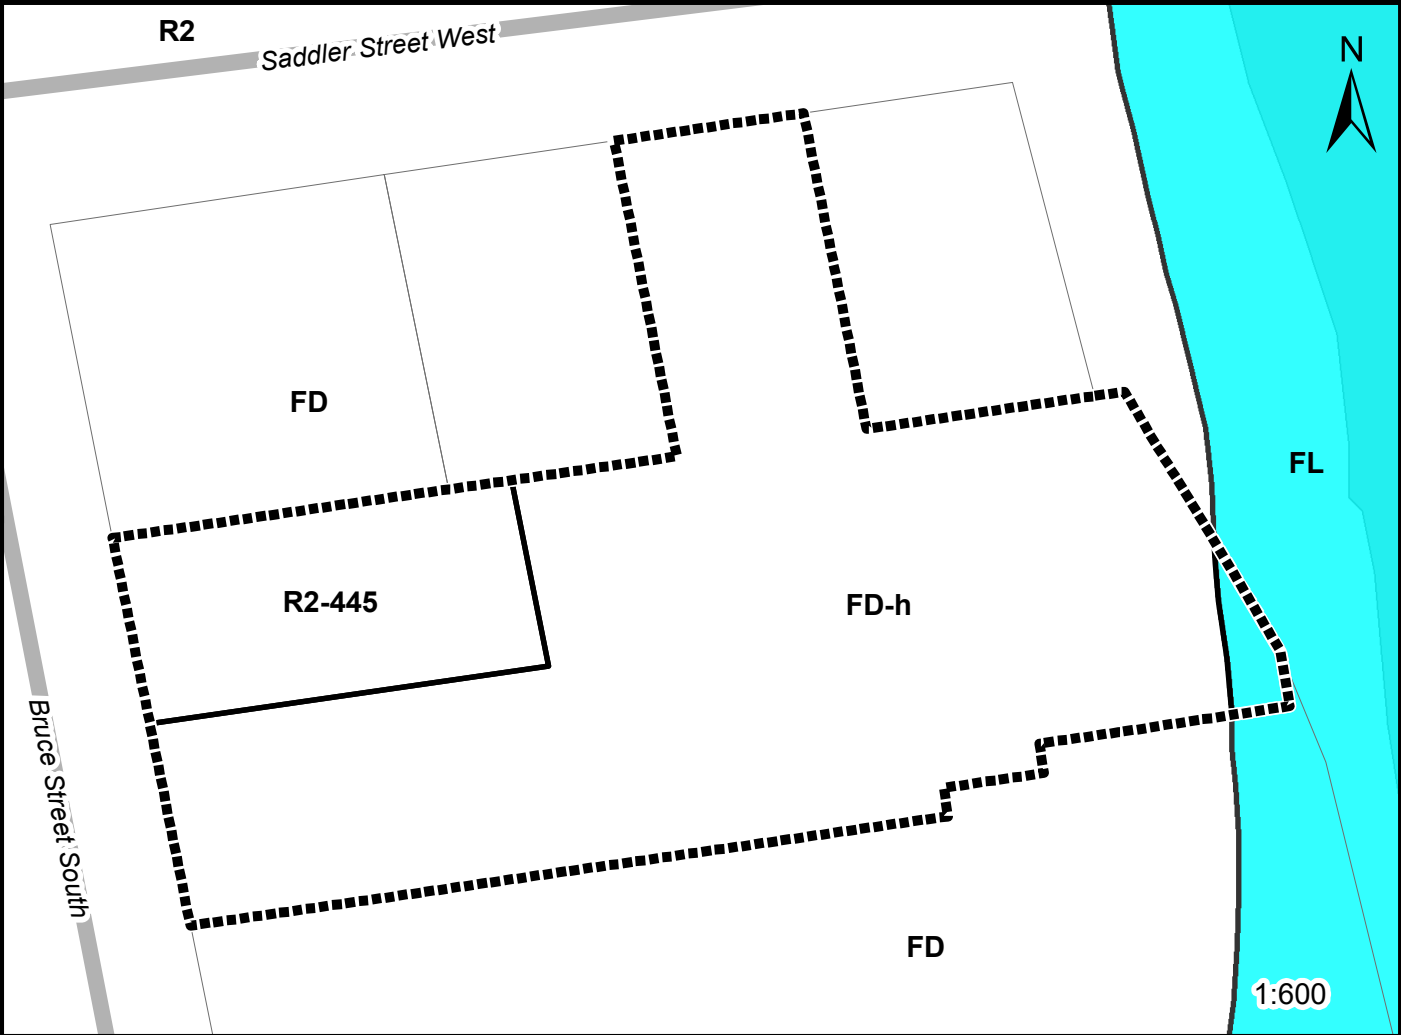 R2
Saddler Street West
N
FD
FL
R2-445
FD-h
Bruce Street South
FD
1:600